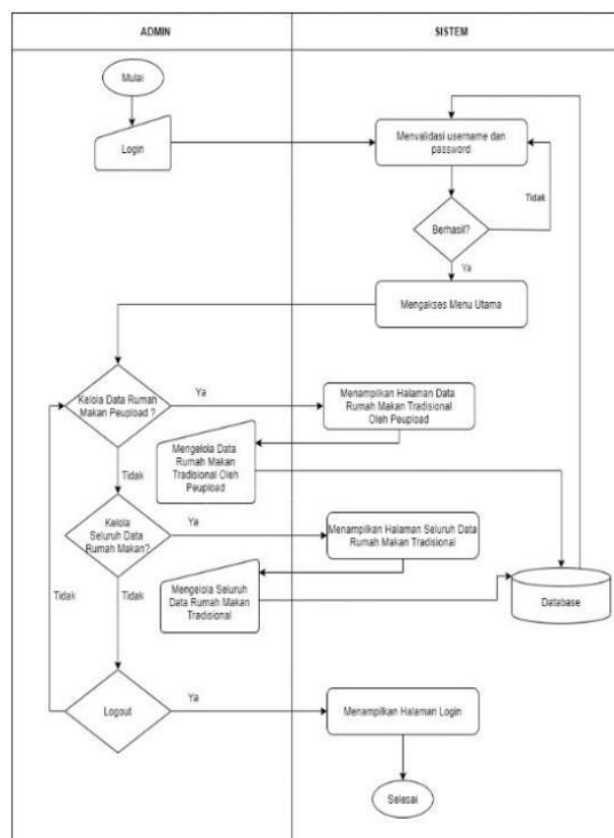 ADMIN
SISTEM
Mulai
Login
Menvalidasi username dan
password
Tidak
Berhasil?
Ya
Mengakses Menu Utama
Kelola Data Rumah
Makan Peupload ?
Ya
Menampilkan Halaman Data
Rumah Makan Tradisional
Oleh Peupload
Mengelola Data
Rumah Makan
Tradisional Oleh
Peupload
Tidak
Kelola
Seluruh Data
Rumah Makan?
Ya
Menampilkan Halaman Seluruh Data
Rumah Makan Tradisional
Mengelola Seluruh
Data Rumah Makan
Tradisional
Database
Tidak
Tidak
Logout
Ya
Menampilkan Halaman Login
Selesai